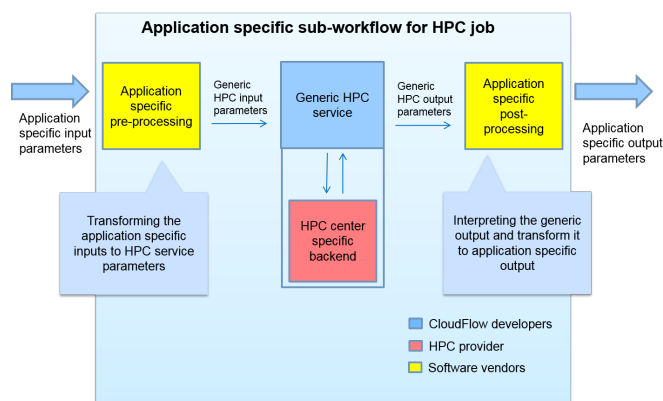 Application specific sub-workflow for HPC job
Application
specific input
parameters
Application
specific
pre-processing
Generic
HPC input
parameters
Generic HPC
service
Generic
HPC output
parameters
Application
specific
post-
processing
Application
specific output
parameters
Transforming the
application specific
inputs to HPC service
parameters
HPC center
specific
backend
Interpreting the generic
output and transform it
to application specific
output
CloudFlow developers
HPC provider
Software vendors